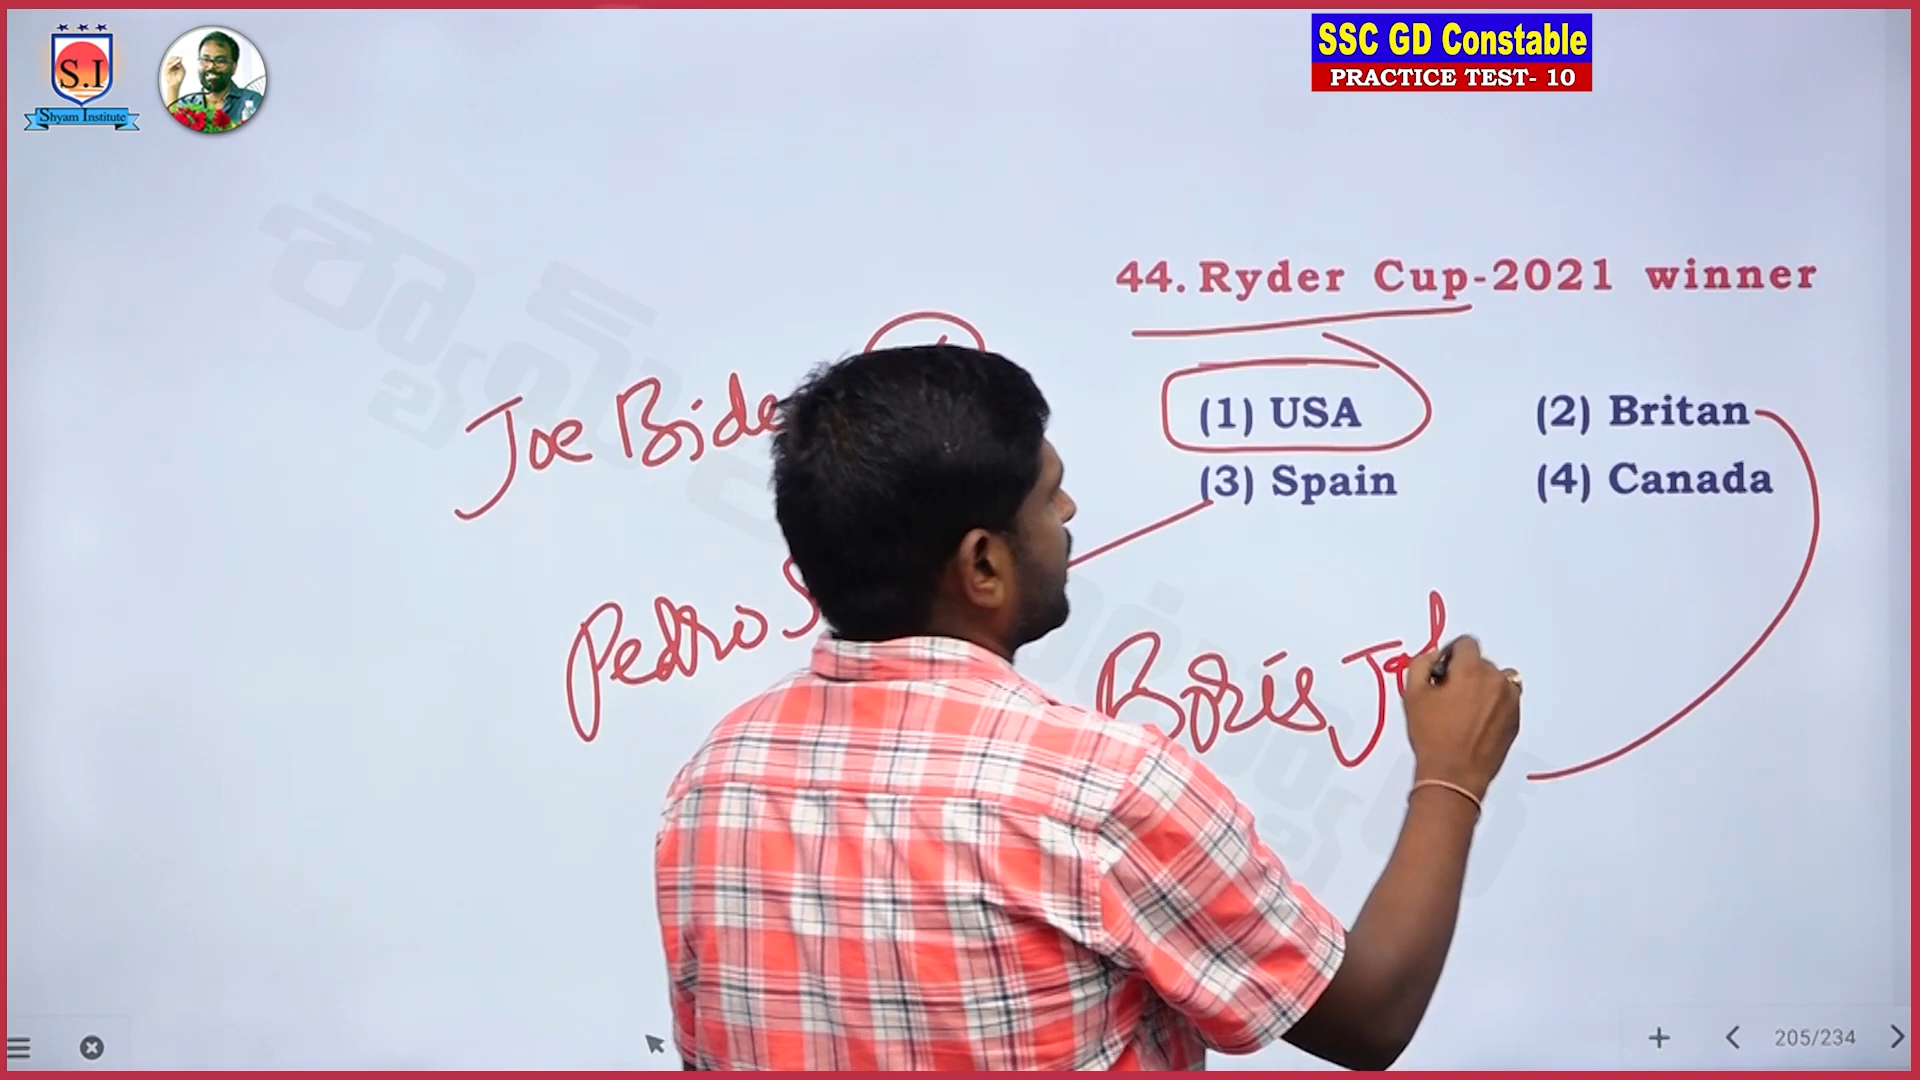 S.I
Shyam Institute
SSC GD Constable
PRACTICE TEST- 10
44. Ryder Cup-2021 winner
(1) USA (2) Britan
(3) Spain (4) Canada
Joe Bide
Pedro S
Boris Joh
205/234